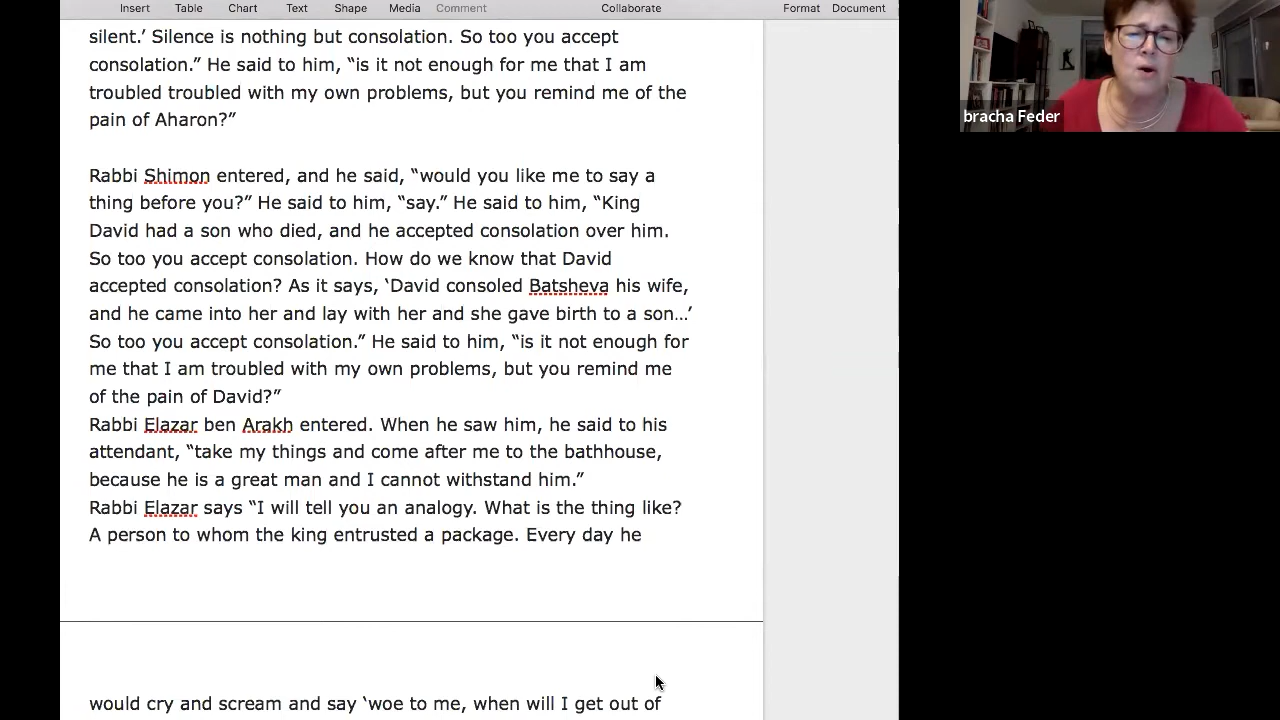 Insert Table Chart Text Shape Media Comment Collaborate Format Document
silent.’ Silence is nothing but consolation. So too you accept
consolation.” He said to him, “is it not enough for me that I am
troubled troubled with my own problems, but you remind me of the
pain of Aharon?”
Rabbi Shimon entered, and he said, “would you like me to say a
thing before you?” He said to him, “say.” He said to him, “King
David had a son who died, and he accepted consolation over him.
So too you accept consolation. How do we know that David
accepted consolation? As it says, ‘David consoled Batsheva his wife,
and he came into her and lay with her and she gave birth to a son…’
So too you accept consolation.” He said to him, “is it not enough for
me that I am troubled with my own problems, but you remind me
of the pain of David?”
Rabbi Elazar ben Arakh entered. When he saw him, he said to his
attendant, “take my things and come after me to the bathhouse,
because he is a great man and I cannot withstand him.”
Rabbi Elazar says “I will tell you an analogy. What is the thing like?
A person to whom the king entrusted a package. Every day he
would cry and scream and say ‘woe to me, when will I get out of
bracha Feder